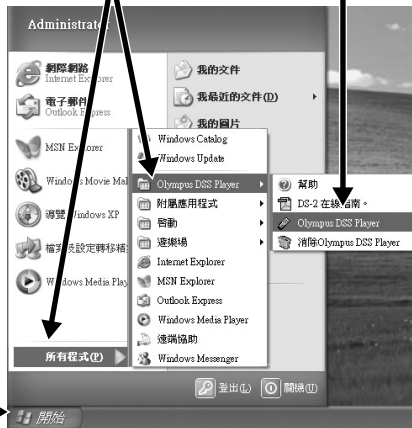 Administrator
網際網路
Internet Explorer
電子郵件
Outlook Express
MSN Explorer
Windows Movie Mak
導覽 Windows XP
檔案及設定轉移精
Windows Media Play
所有程式(P)
我的文件
我最近的文件(D)
我的圖片
Windows Catalog
Windows Update
Olympus DSS Player
附屬應用程式
啟動
遊樂場
Internet Explorer
MSN Explorer
Outlook Express
Windows Media Player
遠端協助
Windows Messenger
幫助
DS-2 在線指南。
Olympus DSS Player
消除Olympus DSS Player
登出(L)
關機(U)
開始